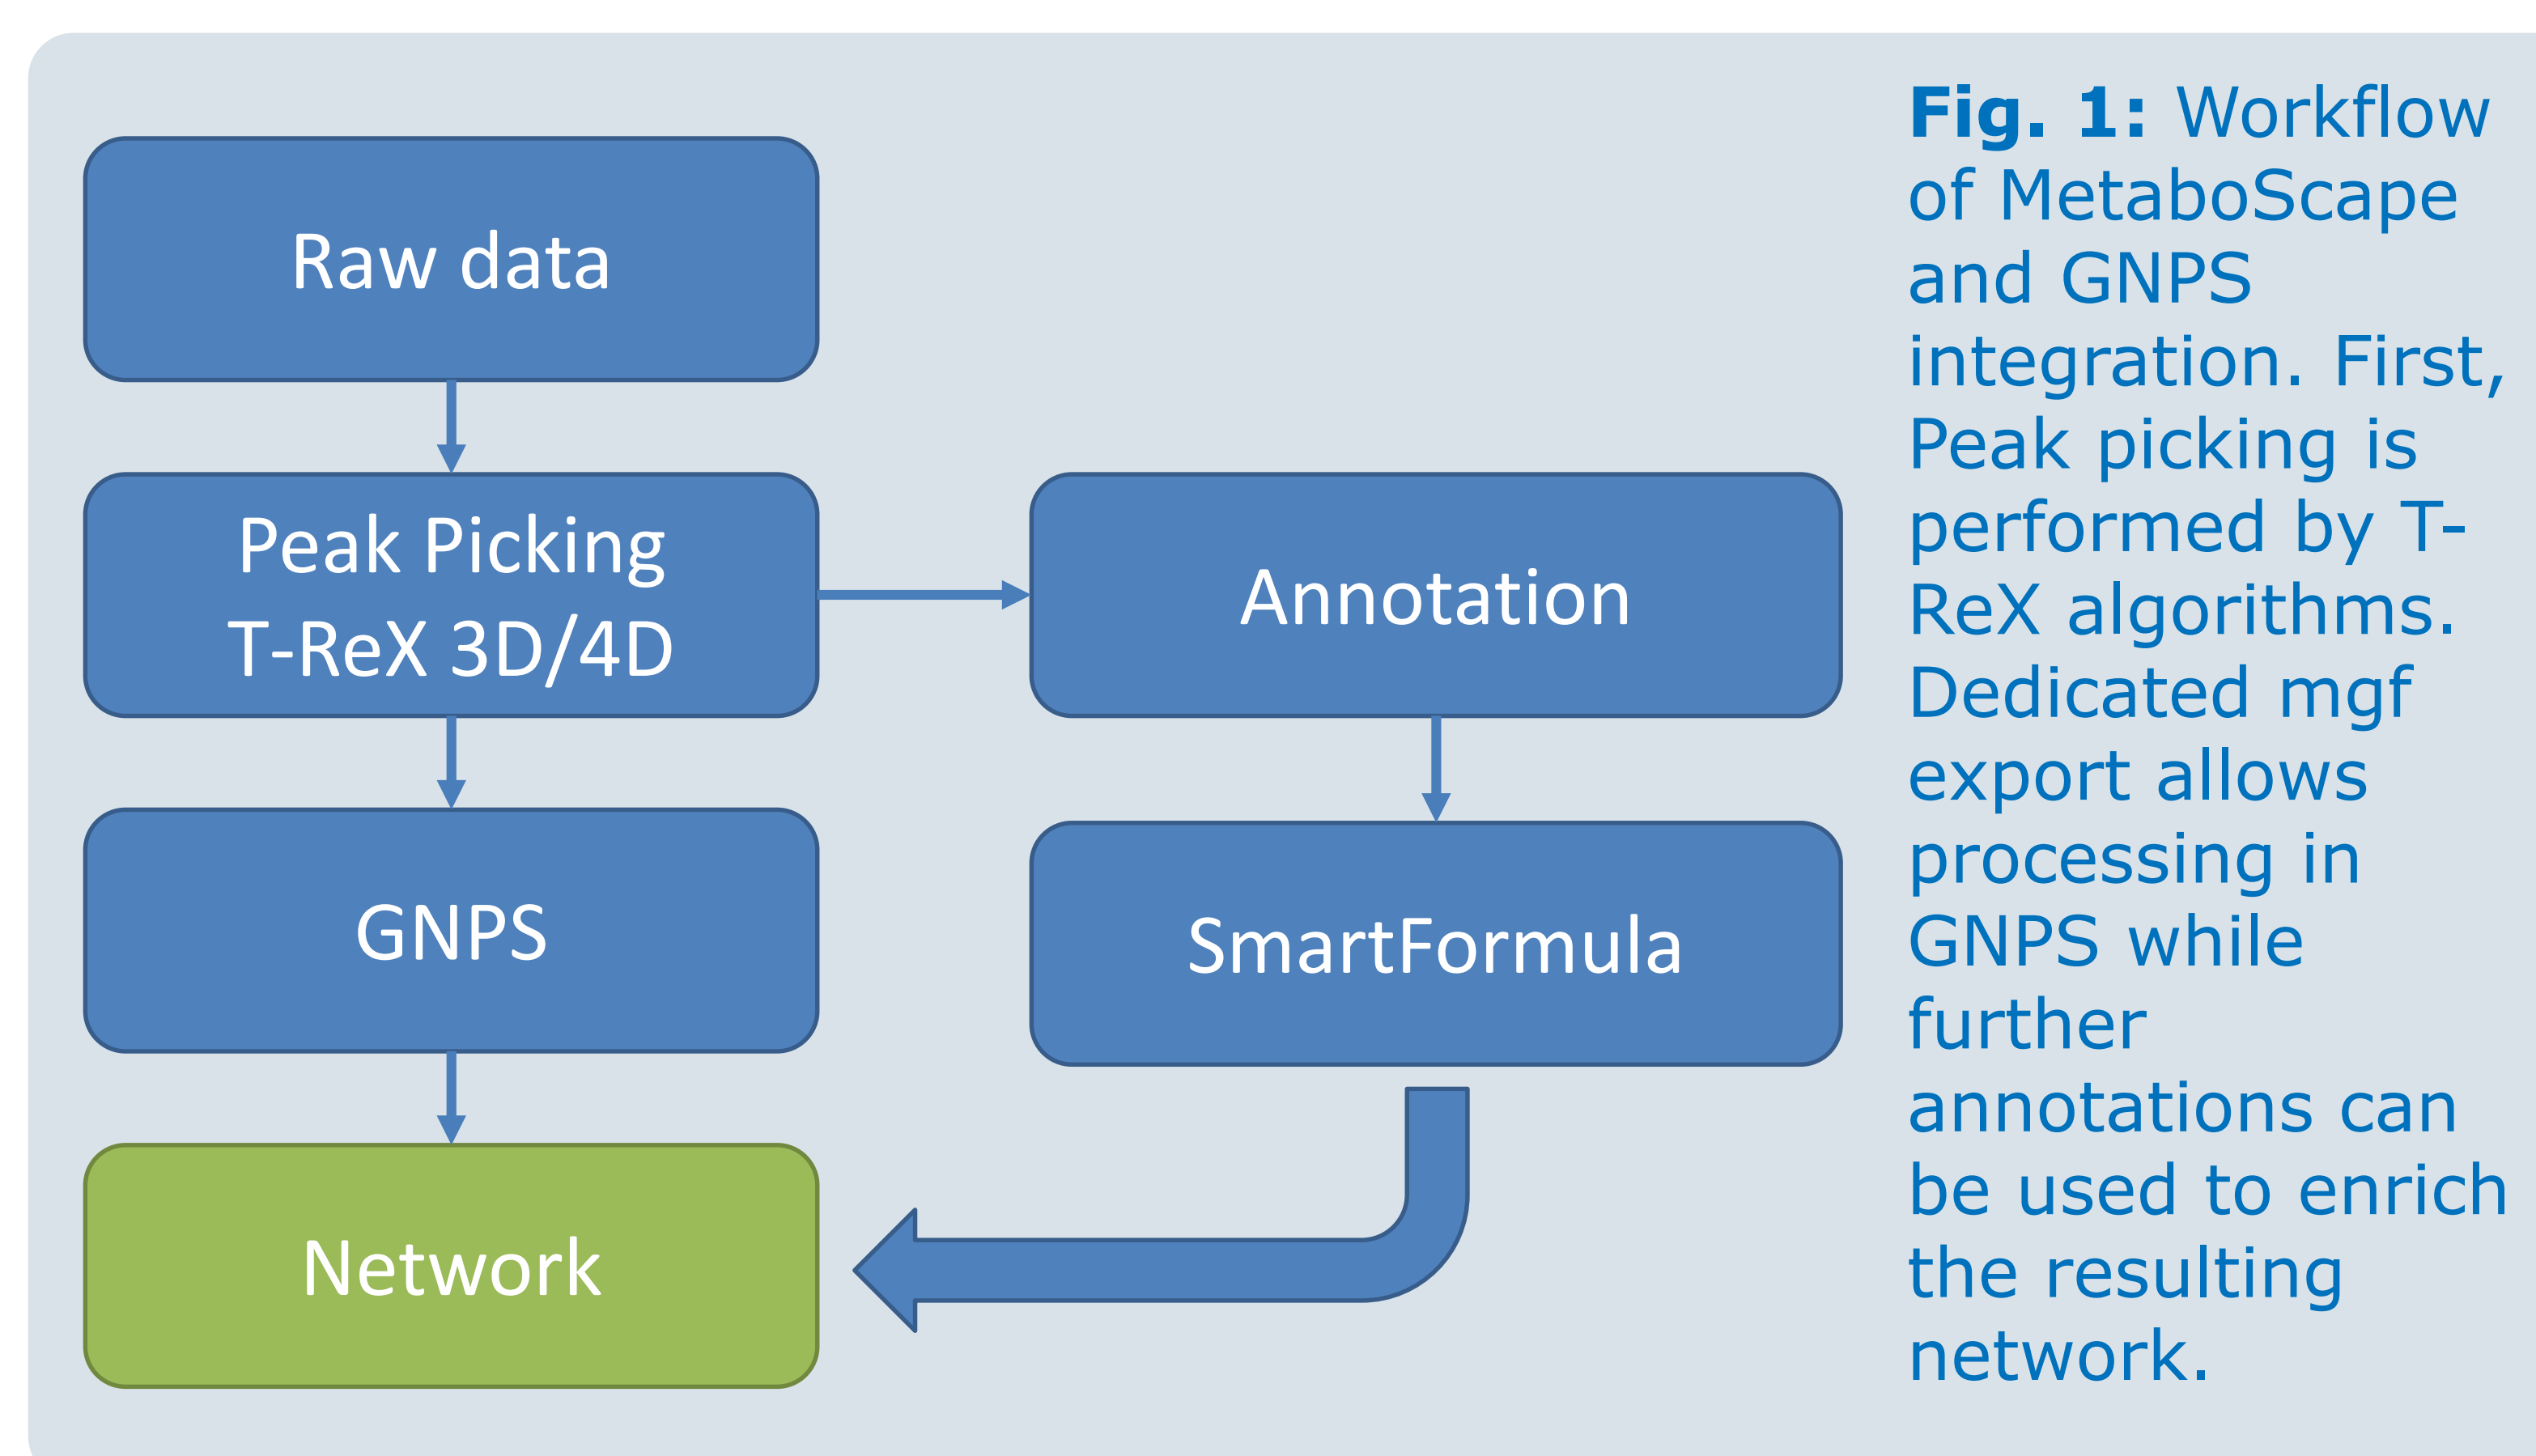 Raw data
Peak Picking
T-ReX 3D/4D
Annotation
GNPS
SmartFormula
Network
Fig. 1: Workflow
of MetaboScape
and GNPS
integration. First,
Peak picking is
performed by T-
ReX algorithms.
Dedicated mgf
export allows
processing in
GNPS while
further
annotations can
be used to enrich
the resulting
network.